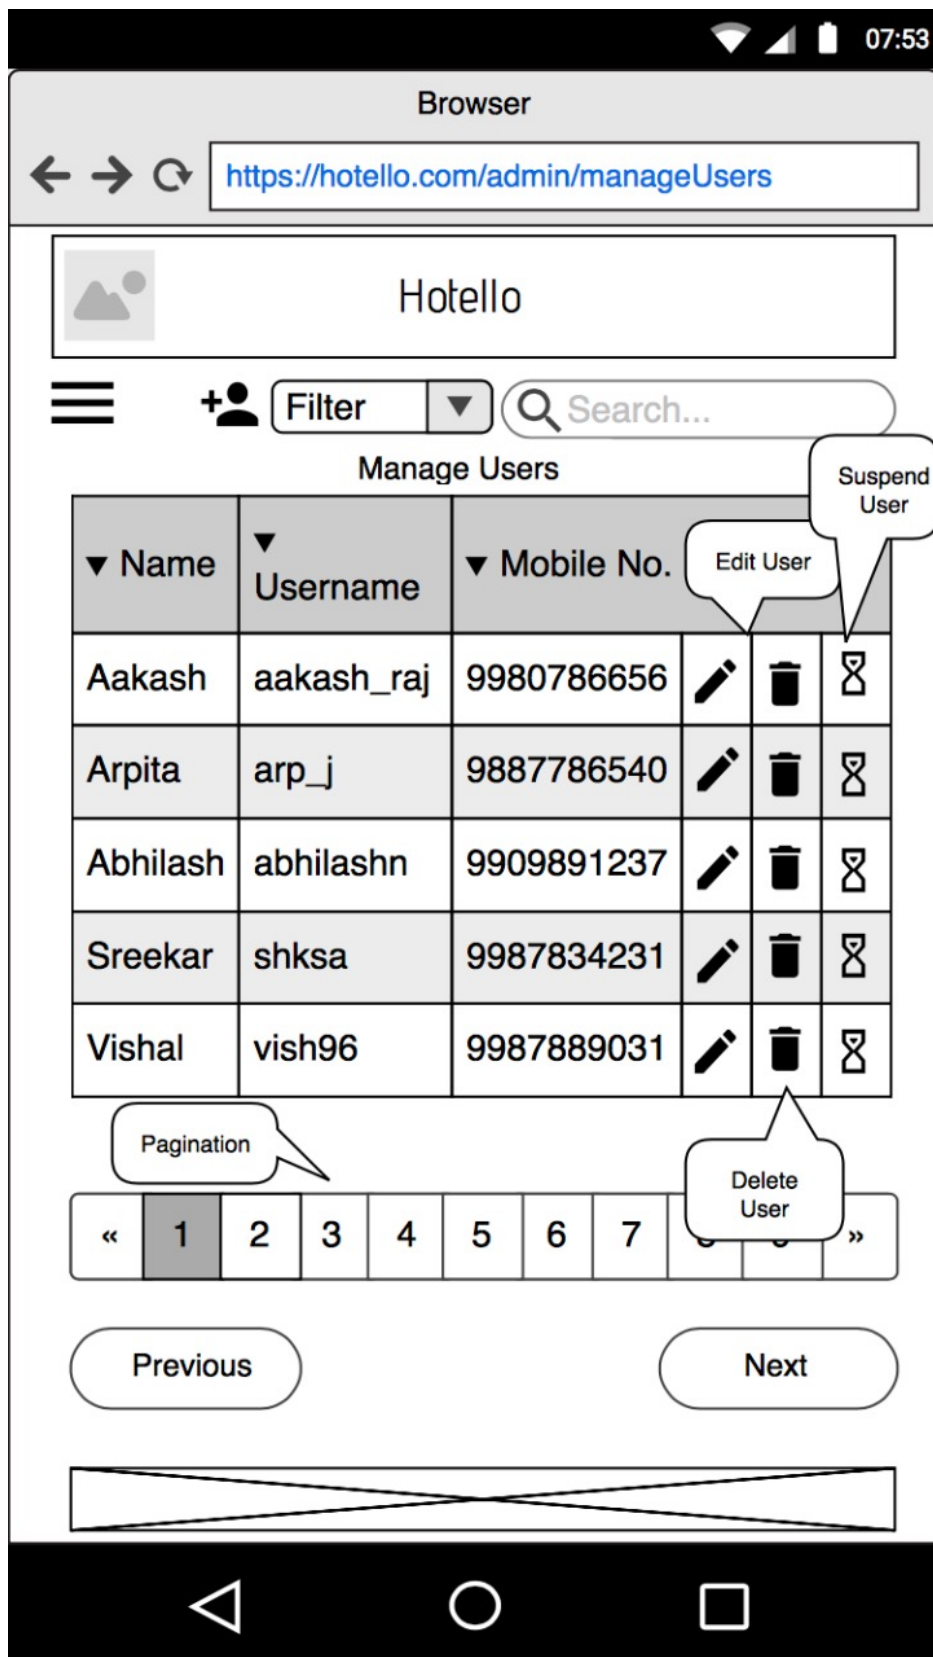 07:53
Browser
https://hotello.com/admin/manageUsers
Hotello
Filter
Search...
Manage Users
Suspend
User
Edit User
Name
Username
Mobile No.
Aakash aakash_raj 9980786656
Arpita arp_j 9887786540
Abhilash abhilashn 9909891237
Sreekar shksa 9987834231
Vishal vish96 9987889031
Pagination
Delete
User
« 1 2 3 4 5 6 7 »
Previous Next